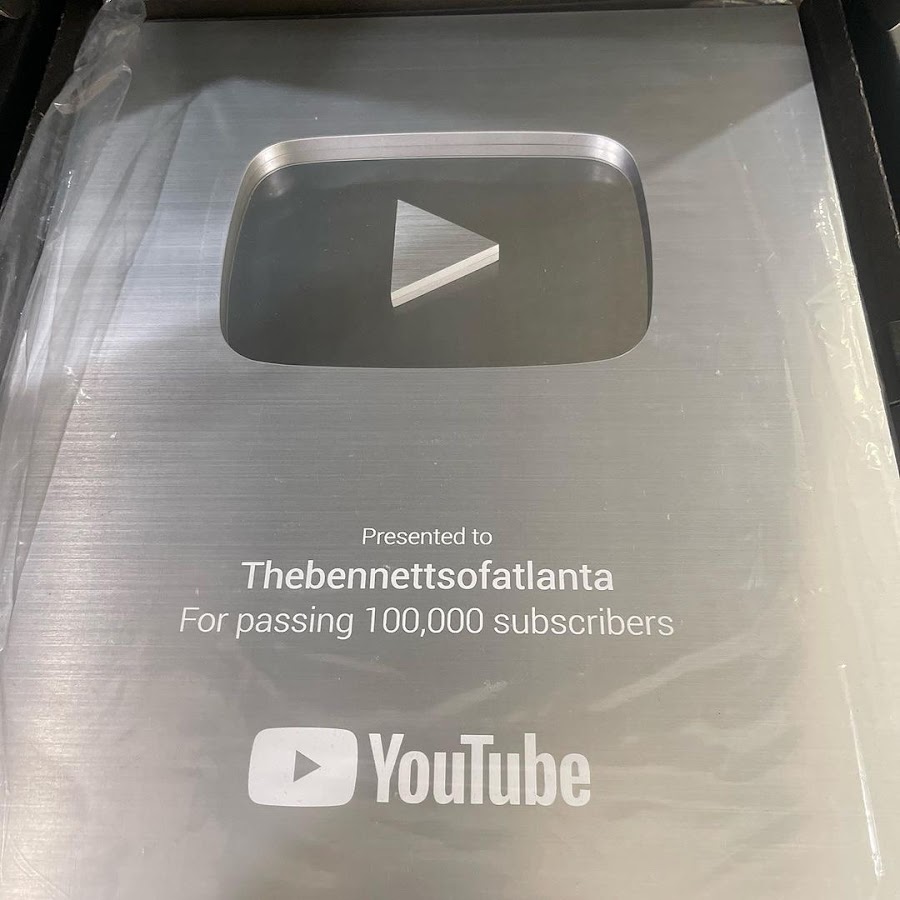 Presented to
Thebennettsofatlanta
For passing 100,000 subscribers
YouTube